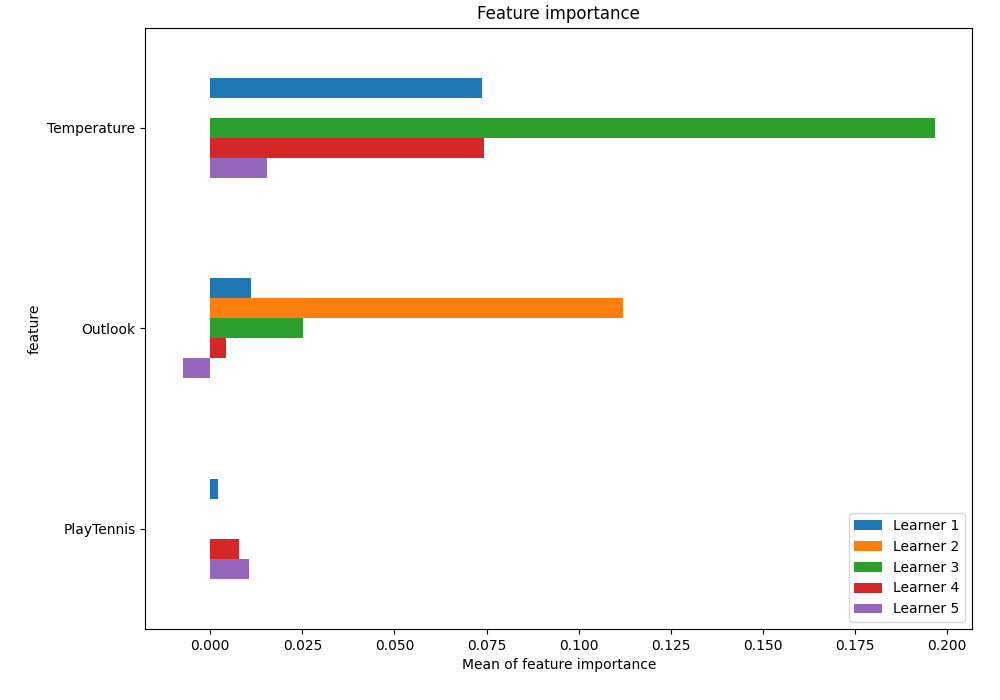 Feature importance
Temperature
Outlook
PlayTennis
feature
Learner 1
Learner 2
Learner 3
Learner 4
Learner 5
0.000 0.025 0.050 0.075 0.100 0.125 0.150 0.175 0.200
Mean of feature importance